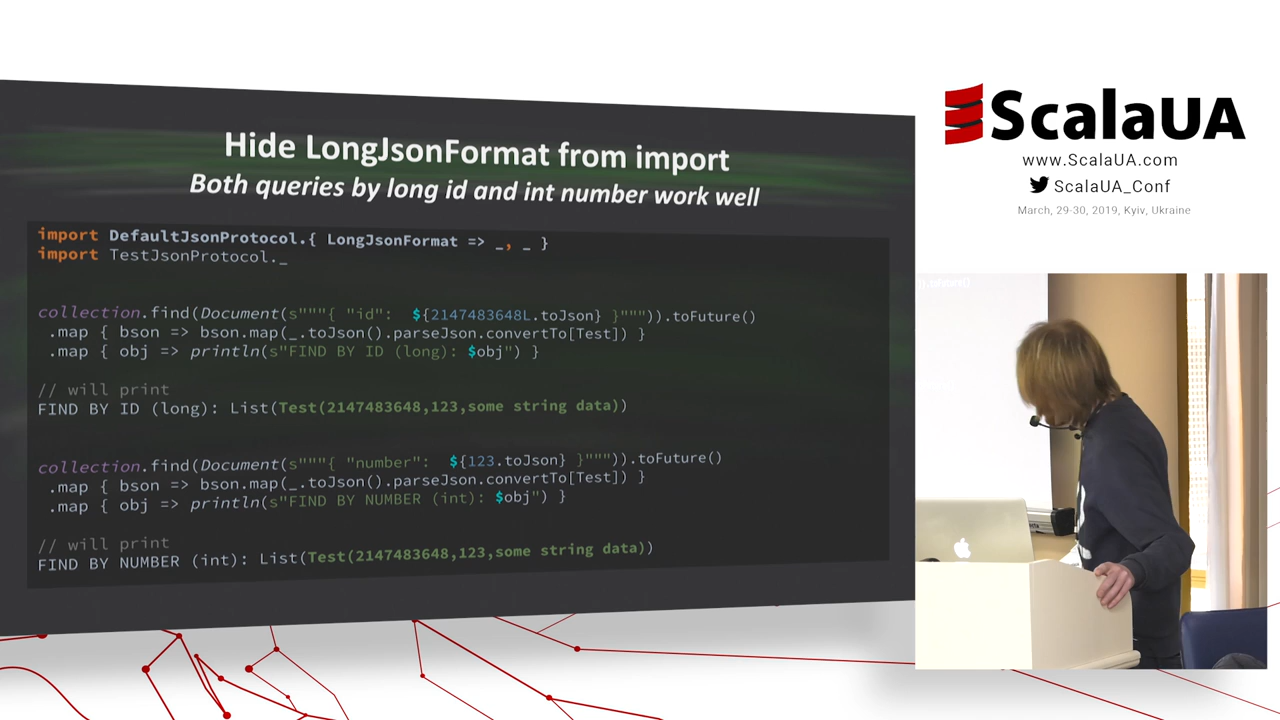 Hide LongJsonFormat from import
Both queries by long id and int number work well
import DefaultJsonProtocol.{ LongJsonFormat => _, _ }
import TestJsonProtocol._
collection.find(Document(s"""{ "id":  ${2147483648L.toJson} }""")).toFuture()
.map { bson => bson.map(_.toJson().parseJson.convertTo[Test]) }
.map { obj => println(s"FIND BY ID (long): $obj") }
// will print
FIND BY ID (long): List(Test(2147483648,123,some string data))
collection.find(Document(s"""{ "number":  ${123.toJson} }""")).toFuture()
.map { bson => bson.map(_.toJson().parseJson.convertTo[Test]) }
.map { obj => println(s"FIND BY NUMBER (int): $obj") }
// will print
FIND BY NUMBER (int): List(Test(2147483648,123,some string data))
ScalaUA
www.ScalaUA.com
ScalaUA_Conf
March, 29-30, 2019, Kyiv, Ukraine